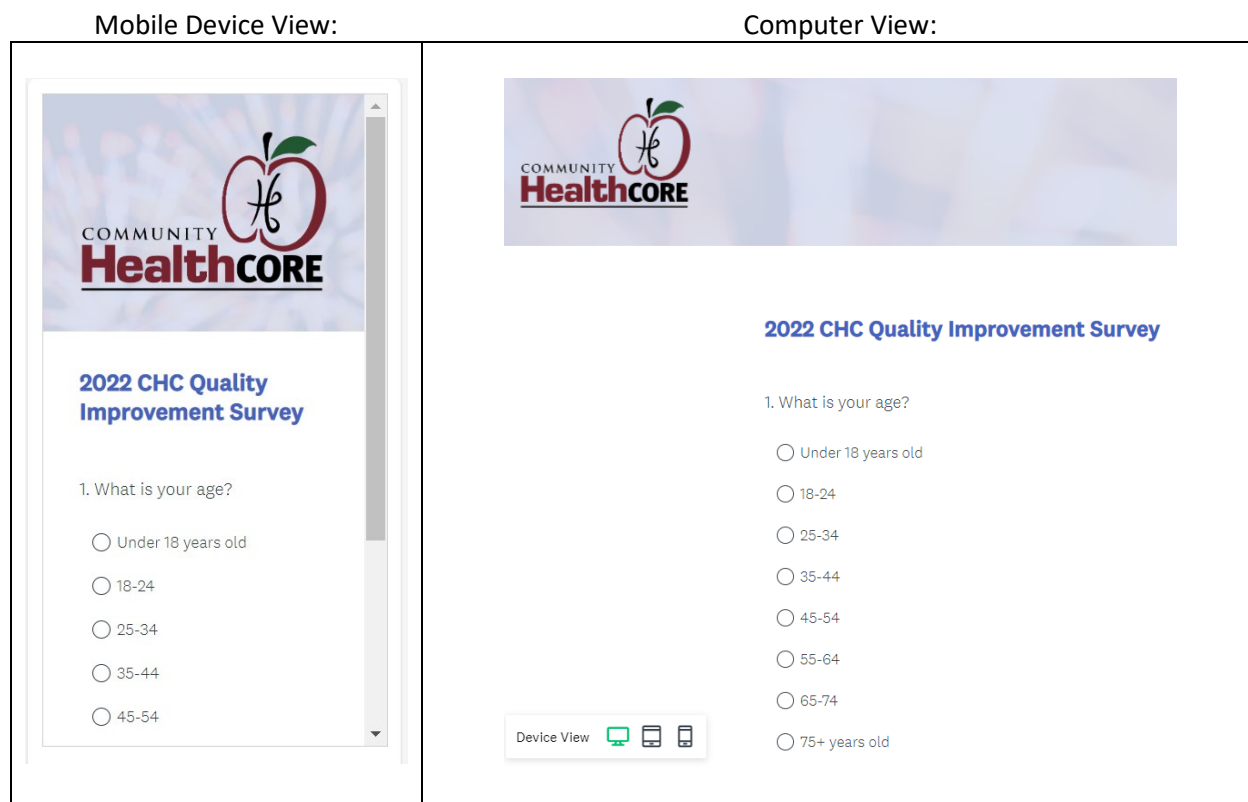 Mobile Device View:
Computer View:
COMMUNITY
HealthCORE
2022 CHC Quality
Improvement Survey
1. What is your age?
Under 18 years old
18-24
25-34
35-44
45-54
COMMUNITY
HealthCORE
2022 CHC Quality Improvement Survey
1. What is your age?
Under 18 years old
18-24
25-34
35-44
45-54
55-64
65-74
75+ years old
Device View